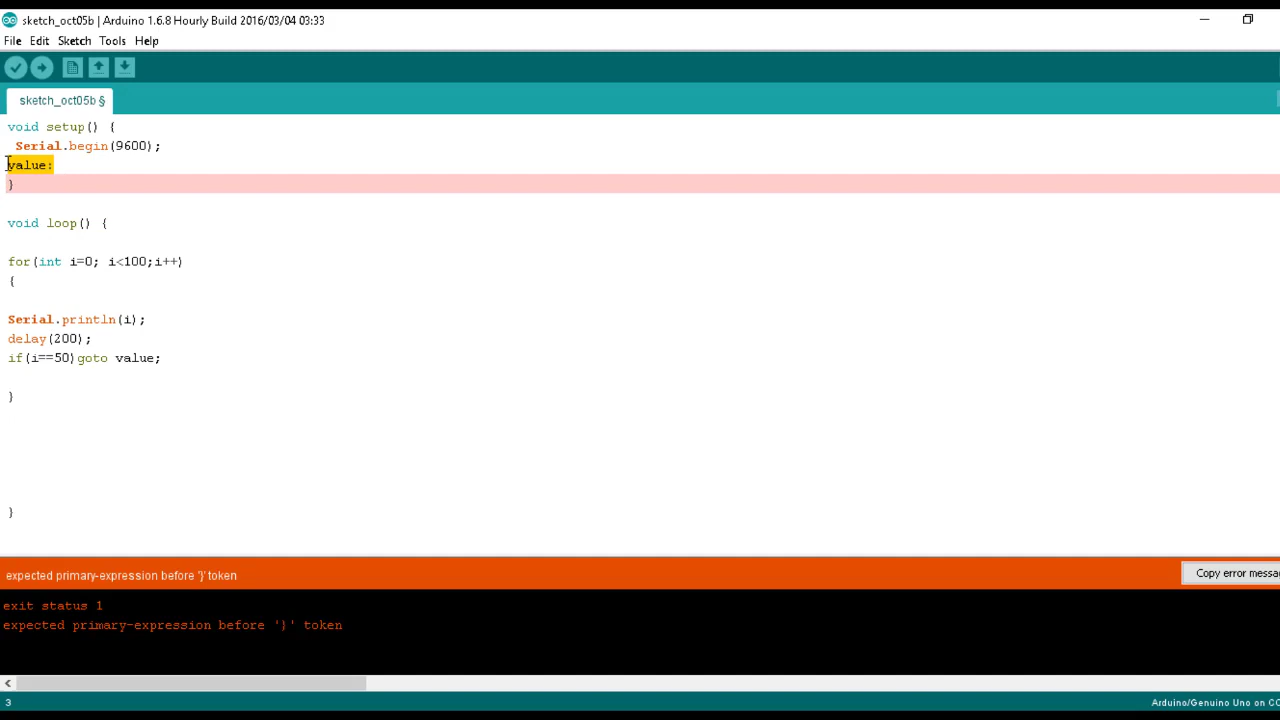 sketch_oct05b | Arduino 1.6.8 Hourly Build 2016/03/04 03:33
File Edit Sketch Tools Help
sketch_oct05b §
void setup() {
Serial.begin(9600);
value:
}
void loop() {
for(int i=0; i<100;i++)
{
Serial.println(i);
delay(200);
if(i==50)goto value;
}
}
expected primary-expression before '}' token
Copy error messa
exit status 1
expected primary-expression before '}' token
3
Arduino/Genuino Uno on CO